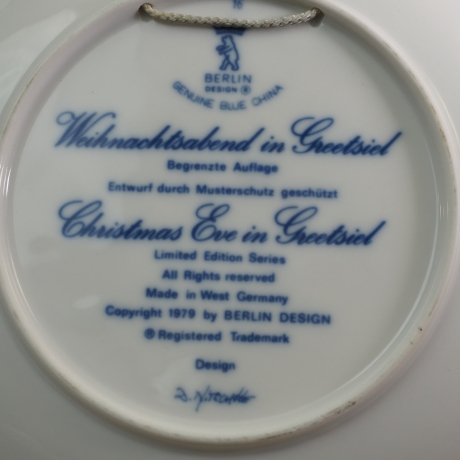 BERLIN
DESIGN ®
GENUINE BLUE CHINA
Weihnachtsabend in Greetsiel
Begrenzte Auflage
Entwurf durch Musterschutz geschützt
Christmas Eve in Greetsiel
Limited Edition Series
All Rights reserved
Made in West Germany
Copyright 1979 by BERLIN DESIGN
® Registered Trademark
Design